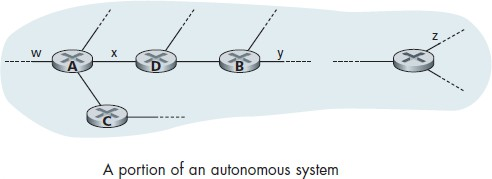 z
w x y
A D B
C
A portion of an autonomous system